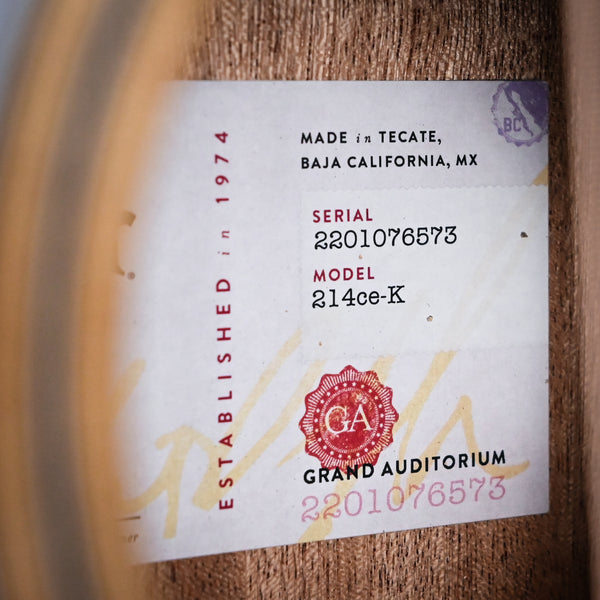 ESTABLISHED in 1974
MADE in TECATE,
BAJA CALIFORNIA, MX
BC
SERIAL
2201076573
MODEL
214ce-K
GA
GRAND AUDITORIUM
2201076573